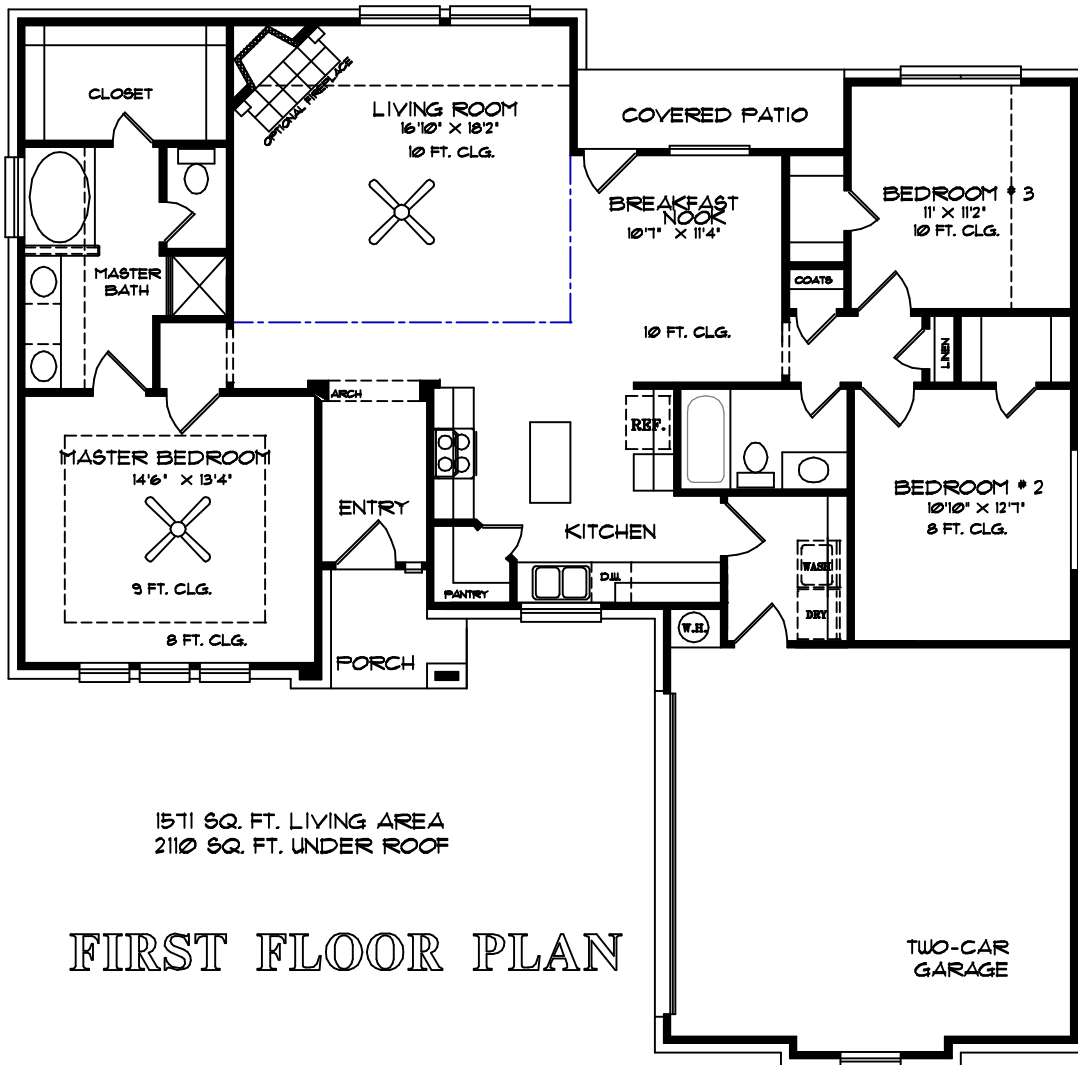 CLOSET
OPTIONAL FIREPLACE
LIVING ROOM
16'10" X 18'2"
10 FT. CLG.
COVERED PATIO
BREAKFAST
NOOK
10'7" X 11'4"
10 FT. CLG.
BEDROOM # 3
11' X 11'2"
10 FT. CLG.
COATS
LINEN
MASTER
BATH
ARCH
REF.
MASTER BEDROOM
14'6" X 13'4"
9 FT. CLG.
8 FT. CLG.
ENTRY
KITCHEN
BEDROOM # 2
10'10" X 12'7"
8 FT. CLG.
PANTRY
D.W.
WASH
DRY
W.H.
PORCH
1571 SQ. FT. LIVING AREA
2110 SQ. FT. UNDER ROOF
FIRST FLOOR PLAN
TWO-CAR
GARAGE